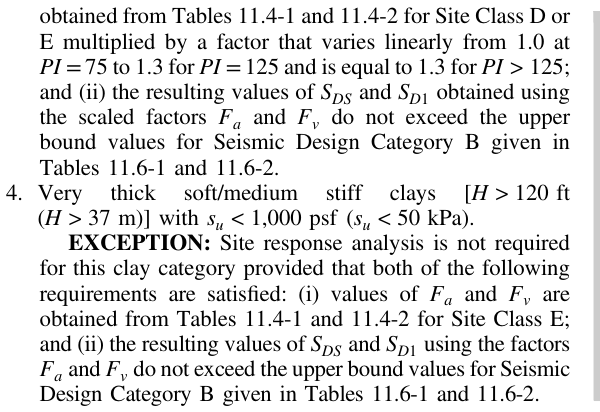 obtained from Tables 11.4-1 and 11.4-2 for Site Class D or
E multiplied by a factor that varies linearly from 1.0 at
PI = 75 to 1.3 for PI = 125 and is equal to 1.3 for PI > 125;
and (ii) the resulting values of S_DS and S_D1 obtained using
the scaled factors F_a and F_v do not exceed the upper
bound values for Seismic Design Category B given in
Tables 11.6-1 and 11.6-2.
4. Very thick soft/medium stiff clays [H > 120 ft
(H > 37 m)] with s_u < 1,000 psf (s_u < 50 kPa).
EXCEPTION: Site response analysis is not required
for this clay category provided that both of the following
requirements are satisfied: (i) values of F_a and F_v are
obtained from Tables 11.4-1 and 11.4-2 for Site Class E;
and (ii) the resulting values of S_DS and S_D1 using the factors
F_a and F_v do not exceed the upper bound values for Seismic
Design Category B given in Tables 11.6-1 and 11.6-2.